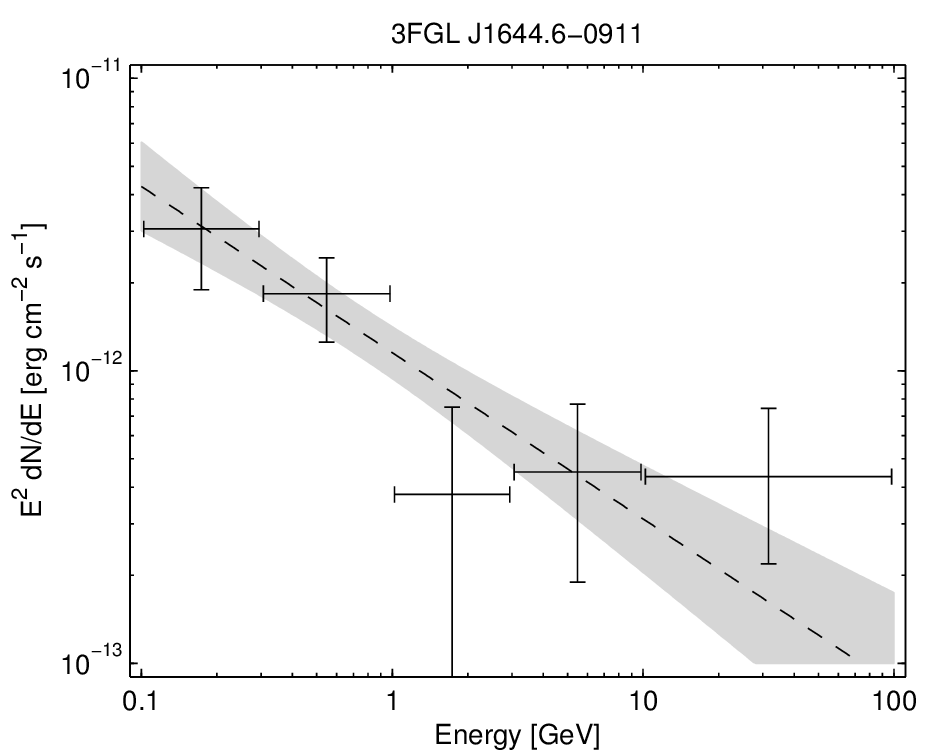 3FGL J1644.6−0911
10⁻¹¹
10⁻¹²
10⁻¹³
E² dN/dE [erg cm⁻² s⁻¹]
0.1 1 10 100
Energy [GeV]